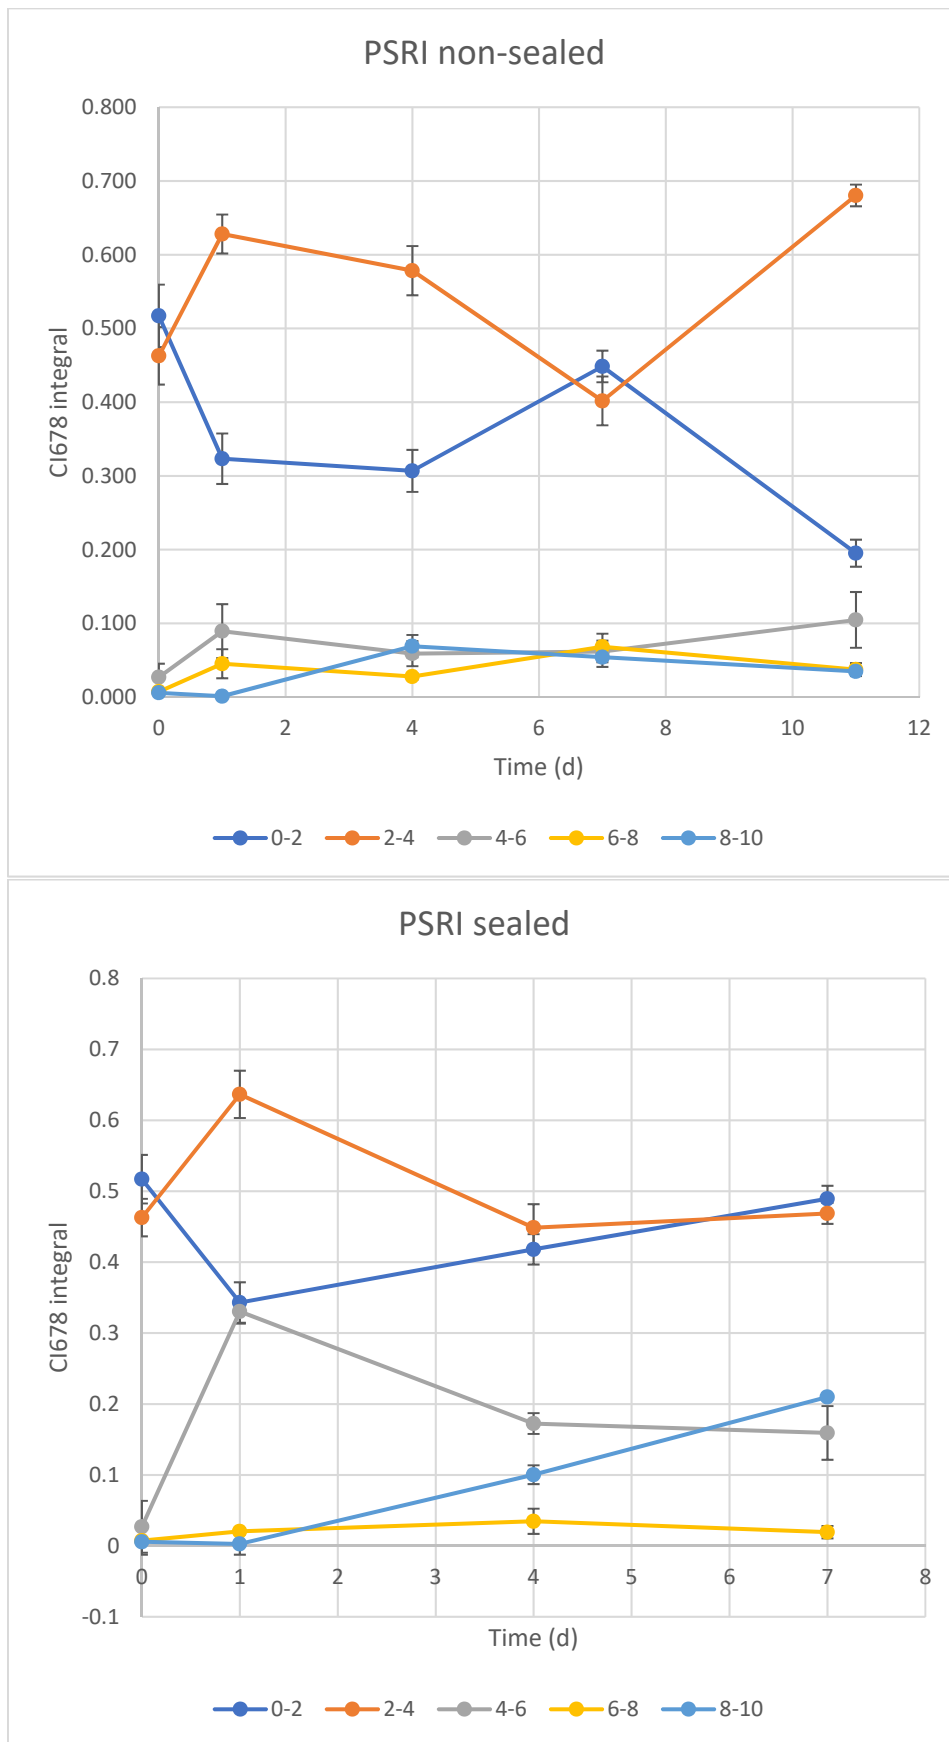 PSRI non-sealed
0.800
0.700
0.600
0.500
0.400
0.300
0.200
0.100
0.000
CI678 integral
0 2 4 6 8 10 12
Time (d)
0-2 2-4 4-6 6-8 8-10
PSRI sealed
0.8
0.7
0.6
0.5
0.4
0.3
0.2
0.1
0
-0.1
CI678 integral
0 1 2 3 4 5 6 7 8
Time (d)
0-2 2-4 4-6 6-8 8-10